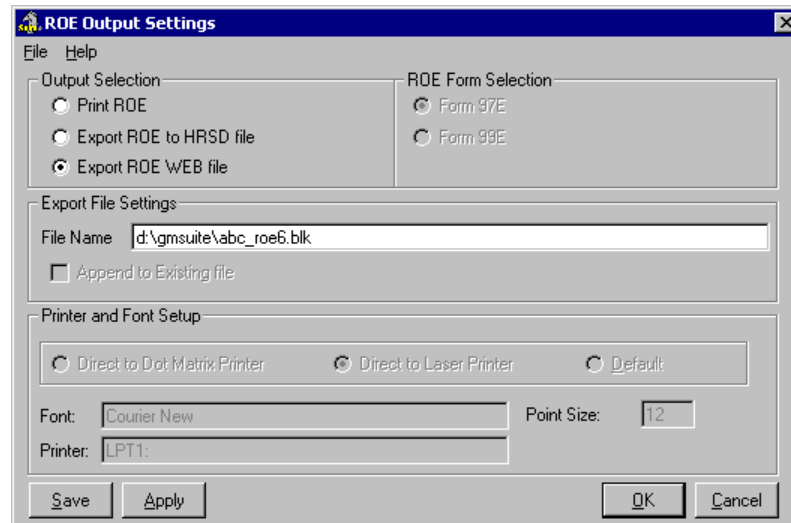 ROE Output Settings
File Help
Output Selection
Print ROE
Export ROE to HRSD file
Export ROE WEB file
ROE Form Selection
Form 97E
Form 99E
Export File Settings
File Name d:\gmsuite\abc_roe6.blk
Append to Existing file
Printer and Font Setup
Direct to Dot Matrix Printer Direct to Laser Printer Default
Font: Courier New Point Size: 12
Printer: LPT1:
Save Apply OK Cancel